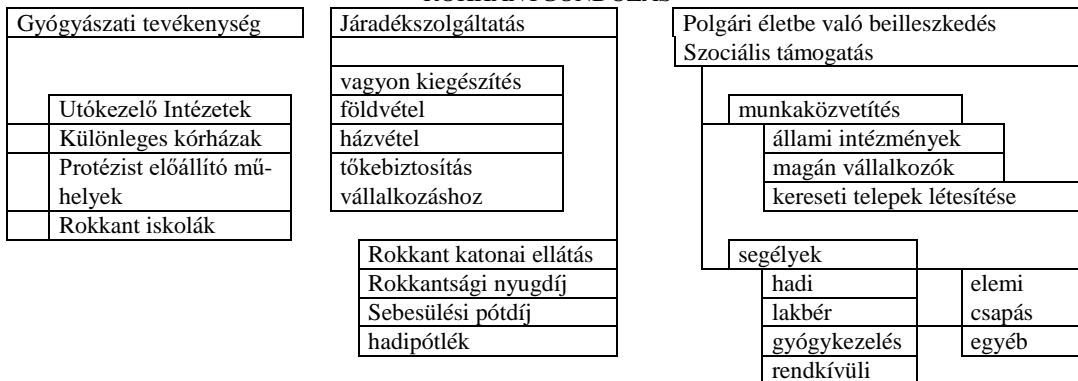 Gyógyászati tevékenység
Utókezelő Intézetek
Különleges kórházak
Protézist előállító mű-
helyek
Rokkant iskolák
Járadékszolgáltatás
vagyon kiegészítés
földvétel
házvétel
tőkebiztosítás
vállalkozáshoz
Rokkant katonai ellátás
Rokkantsági nyugdíj
Sebesülési pótdíj
hadipótlék
Polgári életbe való beilleszkedés
Szociális támogatás
munkaközvetítés
állami intézmények
magán vállalkozók
kereseti telepek létesítése
segélyek
hadi
lakbér
gyógykezelés
rendkívüli
elemi
csapás
egyéb